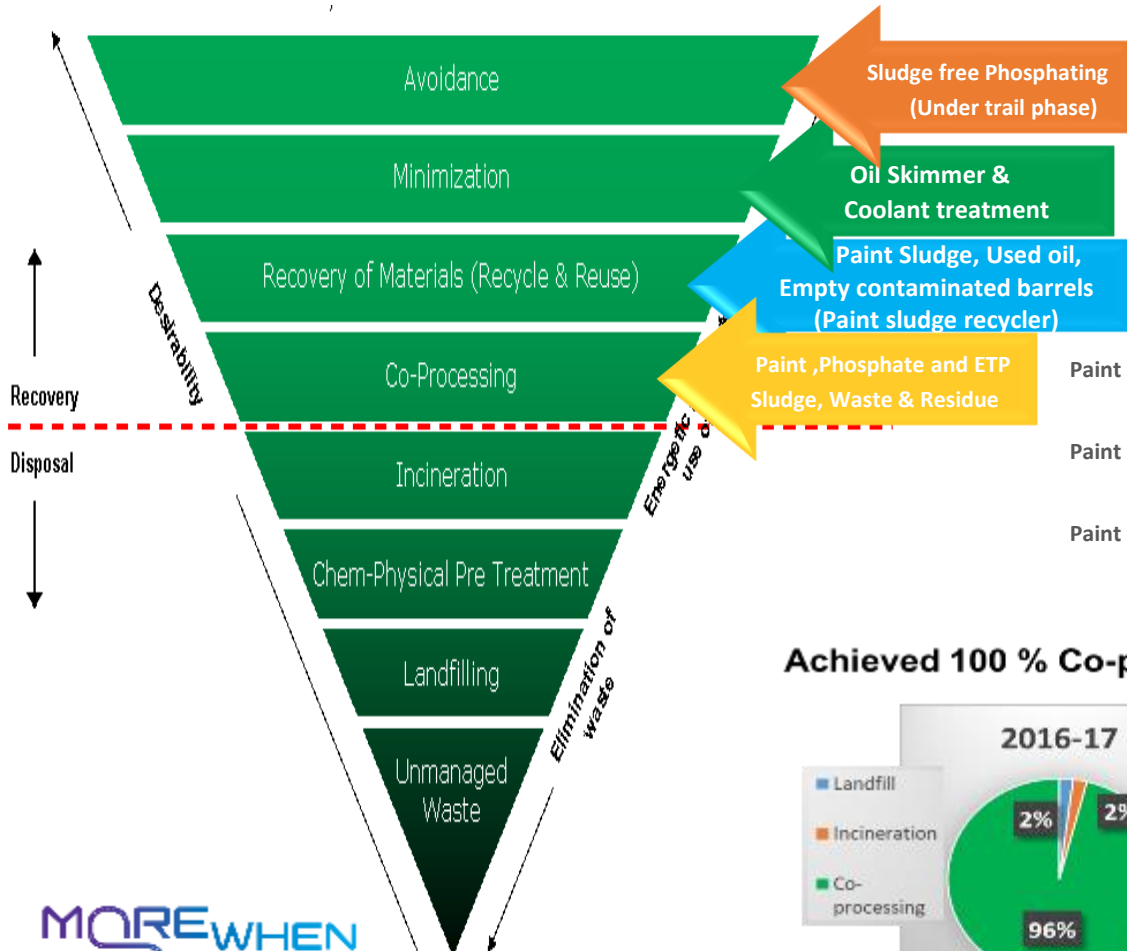 Avoidance
Minimization
Recovery of Materials (Recycle & Reuse)
Co-Processing
Incineration
Chem-Physical Pre Treatment
Landfilling
Unmanaged
Waste
Desirability
Recovery
Disposal
Energetic
use o
Elimination of
waste
Sludge free Phosphating
(Under trail phase)
Oil Skimmer &
Coolant treatment
Paint Sludge, Used oil,
Empty contaminated barrels
(Paint sludge recycler)
Paint ,Phosphate and ETP
Sludge, Waste & Residue
Paint
Paint
Paint
Achieved 100 % Co-p
2016-17
Landfill
Incineration
Co-
processing
2%
2%
96%
MOREWHEN